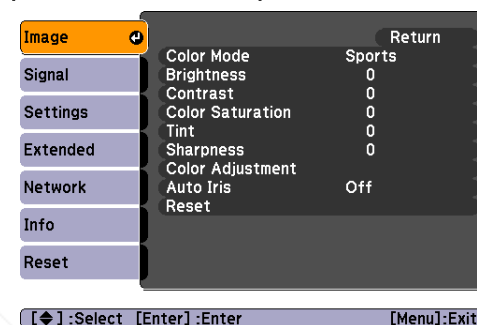 Image
Signal
Settings
Extended
Network
Info
Reset
Return
Color Mode Sports
Brightness 0
Contrast 0
Color Saturation 0
Tint 0
Sharpness 0
Color Adjustment
Auto Iris Off
Reset
[◆] :Select [Enter] :Enter [Menu]:Exit